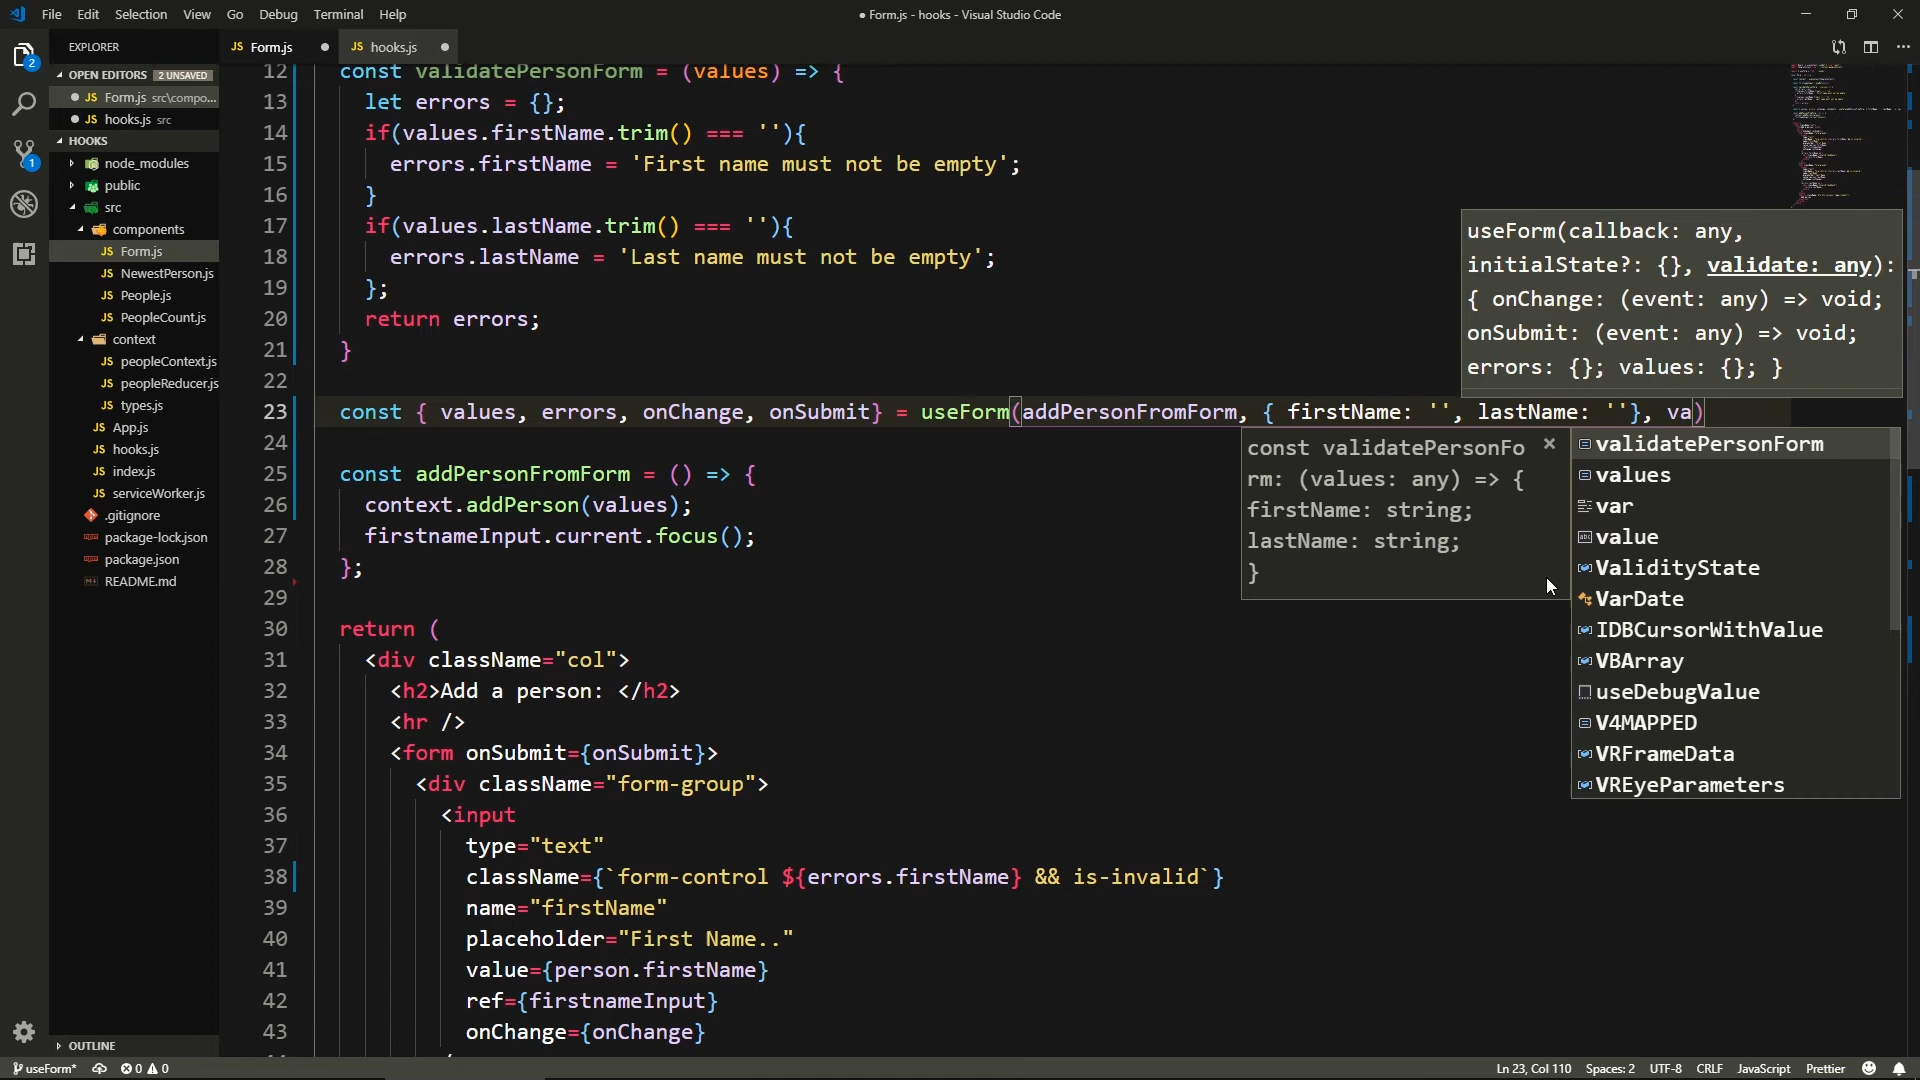 File Edit Selection View Go Debug Terminal Help
● Form.js - hooks - Visual Studio Code
EXPLORER
JS Form.js
JS hooks.js
OPEN EDITORS 2 UNSAVED
JS Form.js src\compo...
JS hooks.js src
HOOKS
node_modules
public
src
components
JS Form.js
JS NewestPerson.js
JS People.js
JS PeopleCount.js
context
JS peopleContext.js
JS peopleReducer.js
JS types.js
JS App.js
JS hooks.js
JS index.js
JS serviceWorker.js
.gitignore
package-lock.json
package.json
README.md
OUTLINE
2
1
12 const validatePersonForm = (values) => {
13 let errors = {};
14 if(values.firstName.trim() === ''){
15 errors.firstName = 'First name must not be empty';
16 }
17 if(values.lastName.trim() === ''){
18 errors.lastName = 'Last name must not be empty';
19 };
20 return errors;
21 }
22
23 const { values, errors, onChange, onSubmit} = useForm(addPersonFromForm, { firstName: '', lastName: ''}, va)
24
25 const addPersonFromForm = () => {
26 context.addPerson(values);
27 firstnameInput.current.focus();
28 };
29
30 return (
31 <div className="col">
32 <h2>Add a person: </h2>
33 <hr />
34 <form onSubmit={onSubmit}>
35 <div className="form-group">
36 <input
37 type="text"
38 className={`form-control ${errors.firstName} && is-invalid`}
39 name="firstName"
40 placeholder="First Name.."
41 value={person.firstName}
42 ref={firstnameInput}
43 onChange={onChange}
useForm(callback: any,
initialState?: {}, validate: any):
{ onChange: (event: any) => void;
onSubmit: (event: any) => void;
errors: {}; values: {}; }
const validatePersonFo
rm: (values: any) => {
firstName: string;
lastName: string;
}
validatePersonForm
values
var
value
ValidityState
VarDate
IDBCursorWithValue
VBArray
useDebugValue
V4MAPPED
VRFrameData
VREyeParameters
useForm* 0 0
Ln 23, Col 110 Spaces: 2 UTF-8 CRLF JavaScript Prettier